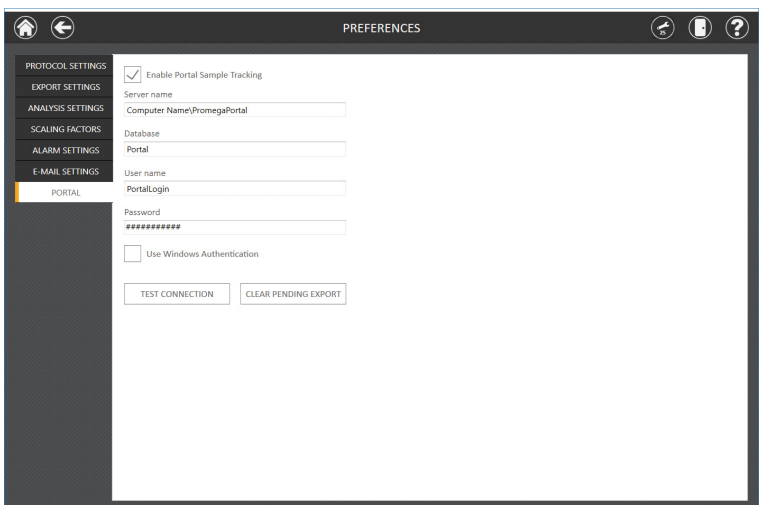 PREFERENCES
25
?
PROTOCOL SETTINGS
EXPORT SETTINGS
ANALYSIS SETTINGS
SCALING FACTORS
ALARM SETTINGS
E-MAIL SETTINGS
PORTAL
Enable Portal Sample Tracking
Server name
Computer Name\PromegaPortal
Database
Portal
User name
PortalLogin
Password
###########
Use Windows Authentication
TEST CONNECTION
CLEAR PENDING EXPORT